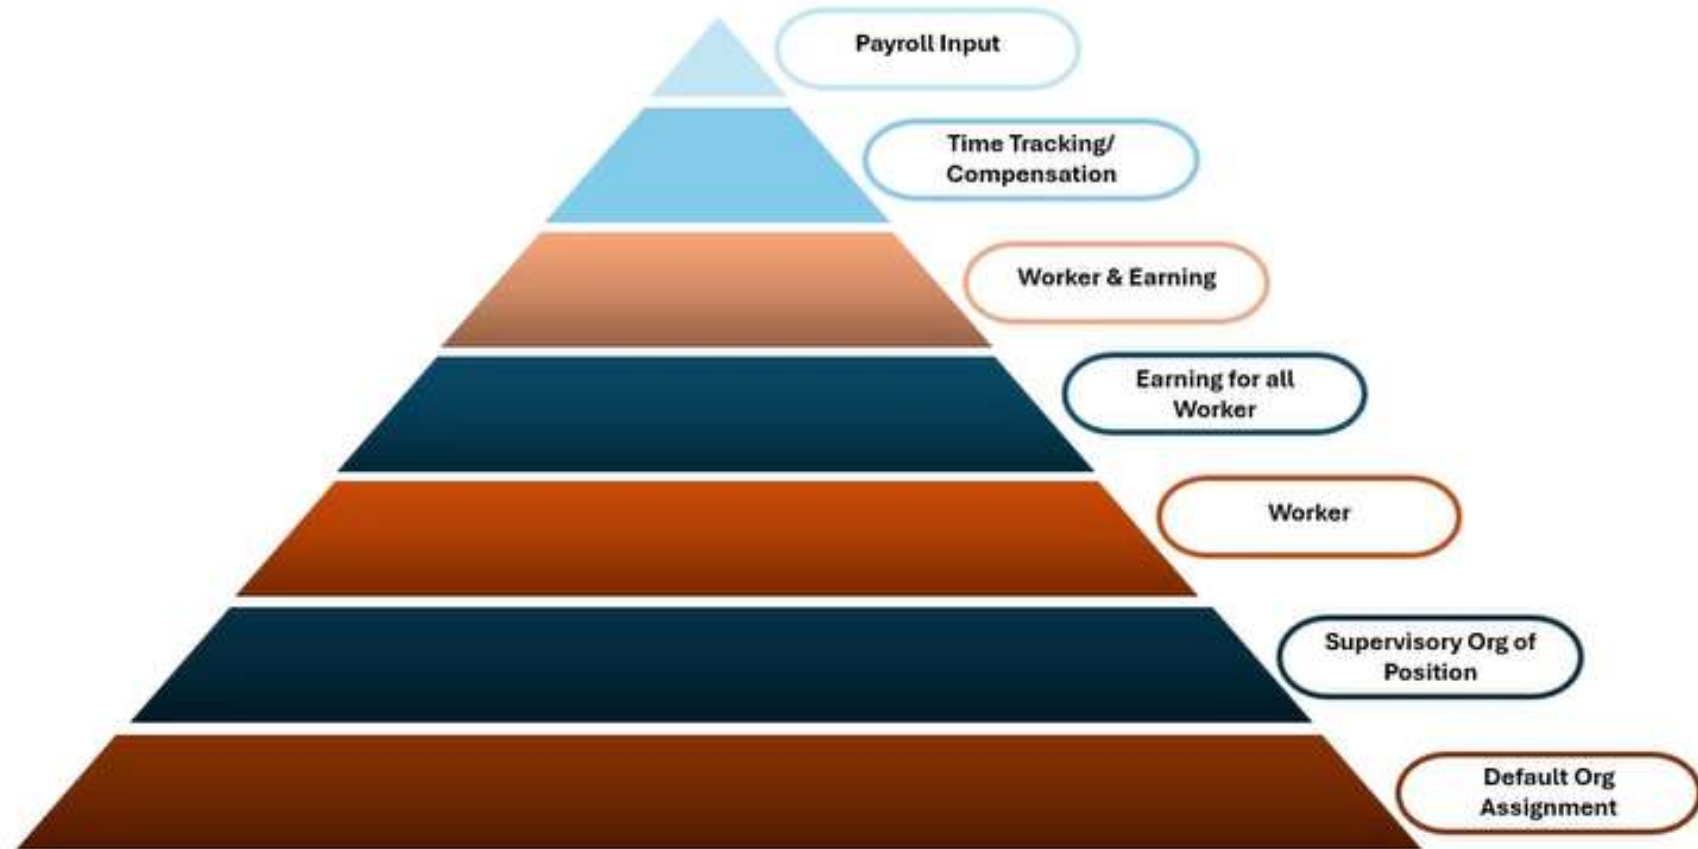 Payroll Input
Time Tracking/
Compensation
Worker & Earning
Earning for all
Worker
Worker
Supervisory Org of
Position
Default Org
Assignment